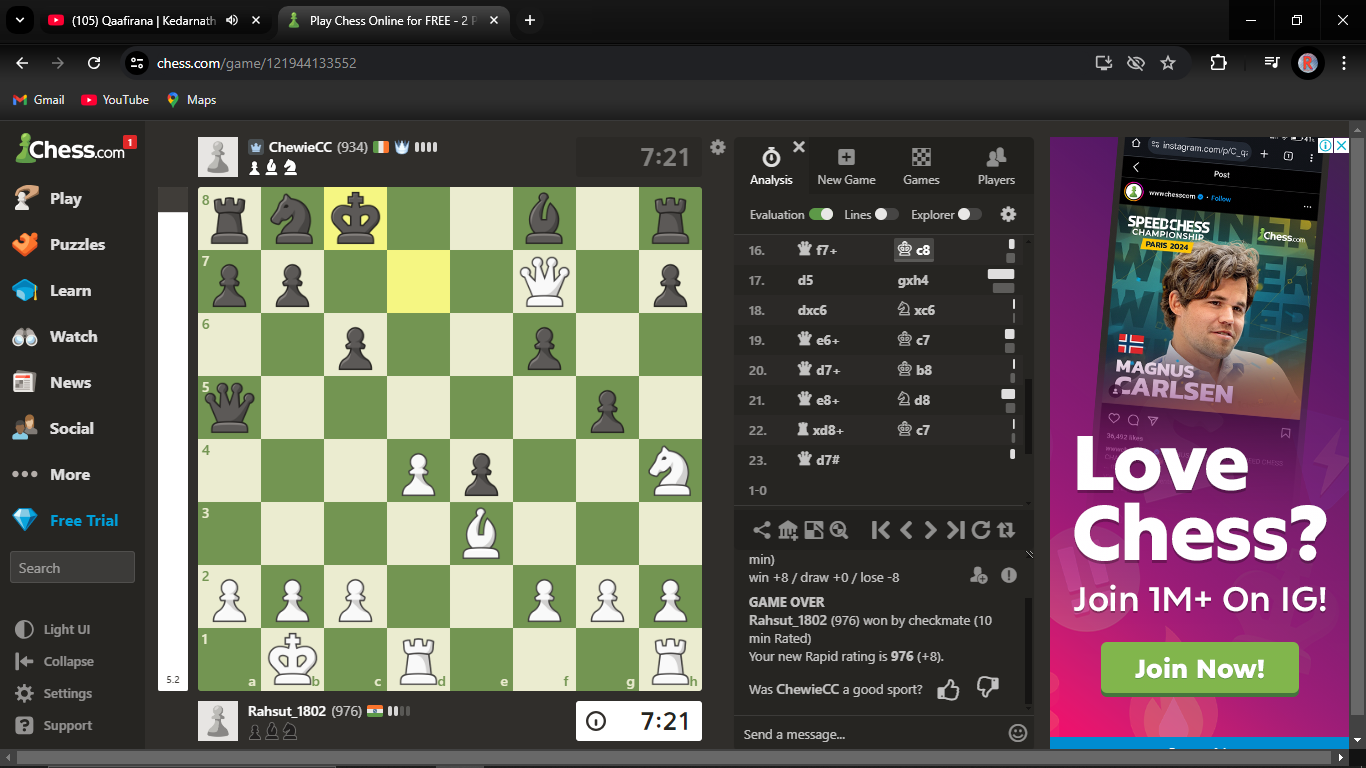 (105) Qaafirana | Kedarnath
Play Chess Online for FREE - 2 P
chess.com/game/121944133552
R
Gmail
YouTube
Maps
Chess.com
1
Play
Puzzles
Learn
Watch
News
Social
More
Free Trial
Search
Light UI
Collapse
Settings
Support
ChewieCC (934)
7:21
8
7
6
5
4
3
2
1
a b c d e f g h
5.2
Rahsut_1802 (976)
7:21
Analysis
New Game
Games
Players
Evaluation
Lines
Explorer
16. f7+ c8
17. d5 gxh4
18. dxc6 xc6
19. e6+ c7
20. d7+ b8
21. e8+ d8
22. xd8+ c7
23. d7#
1-0
min)
win +8 / draw +0 / lose -8
GAME OVER
Rahsut_1802 (976) won by checkmate (10
min Rated)
Your new Rapid rating is 976 (+8).
Was ChewieCC a good sport?
Send a message...
instagram.com/p/C_q
Post
www.chesscom • Follow
SPEED CHESS
CHAMPIONSHIP
PARIS 2024
Chess.com
WINNER
MAGNUS
CARLSEN
36,492 likes
Love
Chess?
Join 1M+ On IG!
Join Now!